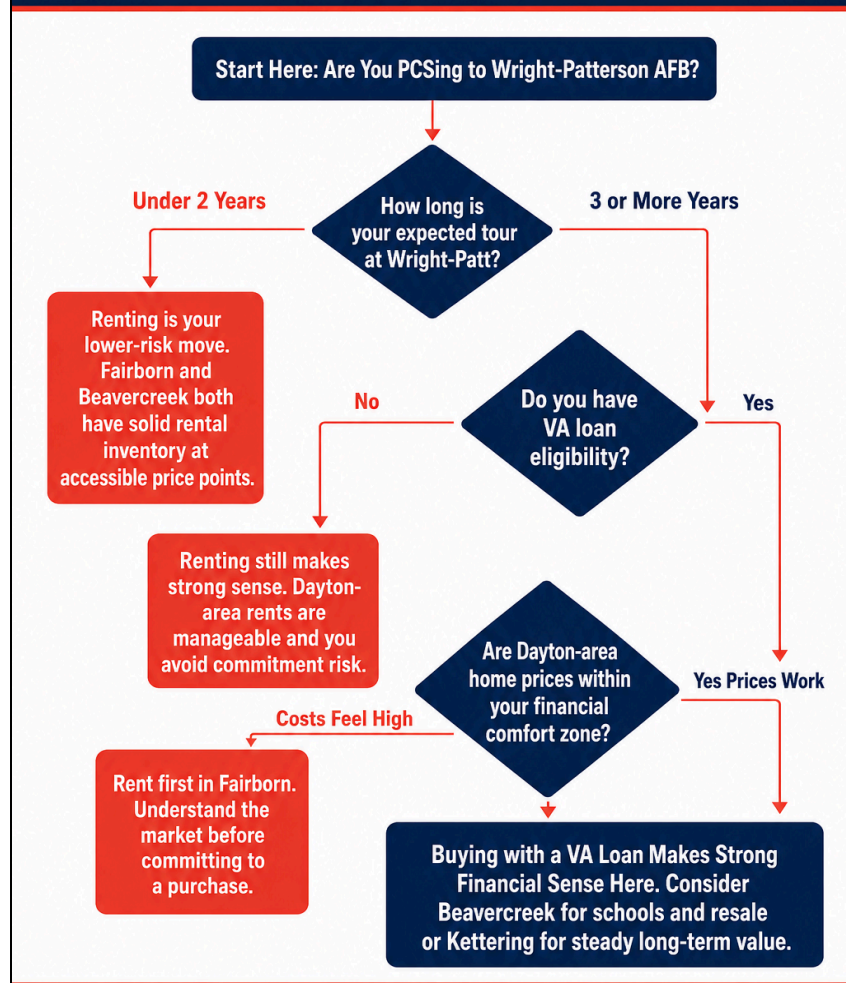 Start Here: Are You PCSing to Wright-Patterson AFB?
How long is
your expected tour
at Wright-Patt?
Under 2 Years
3 or More Years
Renting is your
lower-risk move.
Fairborn and
Beavercreek both
have solid rental
inventory at
accessible price points.
Do you have
VA loan
eligibility?
No
Yes
Renting still makes
strong sense. Dayton-
area rents are
manageable and you
avoid commitment risk.
Are Dayton-area
home prices within
your financial
comfort zone?
Yes Prices Work
Costs Feel High
Rent first in Fairborn.
Understand the
market before
committing to
a purchase.
Buying with a VA Loan Makes Strong
Financial Sense Here. Consider
Beavercreek for schools and resale
or Kettering for steady long-term value.